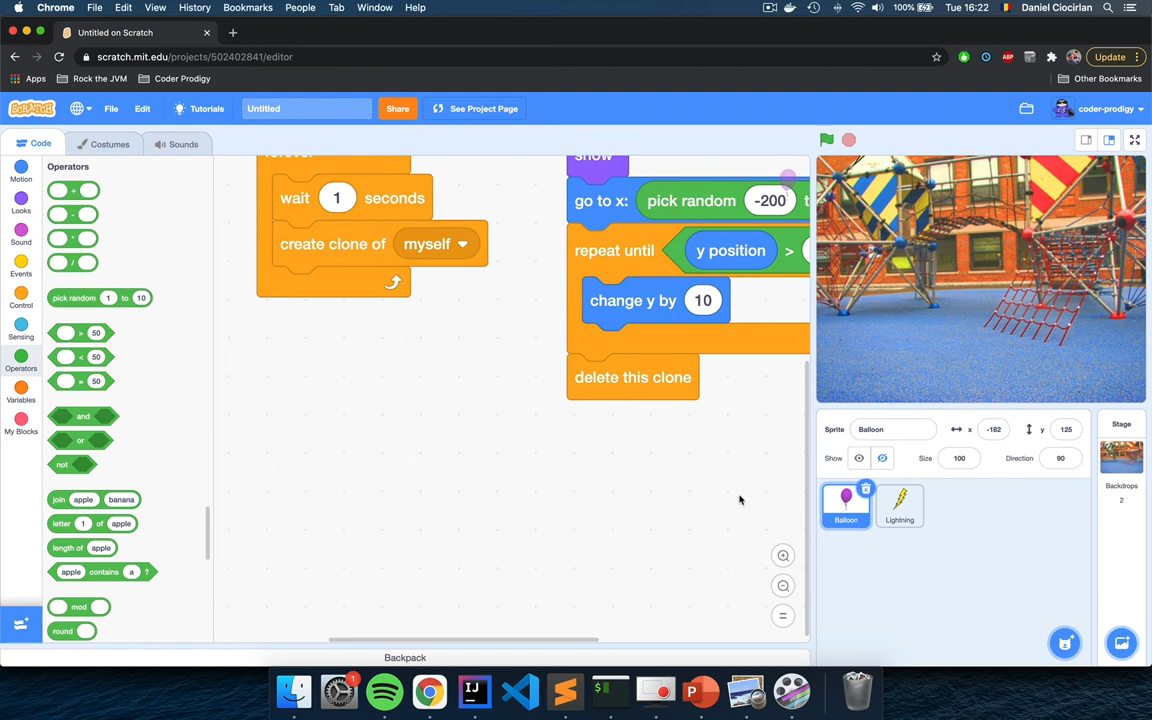 Chrome File Edit View History Bookmarks People Tab Window Help 100% Tue 16:22 Daniel Ciocirlan
Untitled on Scratch
scratch.mit.edu/projects/502402841/editor ABP Update
Apps Rock the JVM Coder Prodigy Other Bookmarks
SCRATCH File Edit Tutorials Untitled Share See Project Page coder-prodigy
Code Costumes Sounds
Motion
Looks
Sound
Events
Control
Sensing
Operators
Variables
My Blocks
Operators
+
-
*
/
pick random 1 to 10
> 50
< 50
= 50
and
or
not
join apple banana
letter 1 of apple
length of apple
apple contains a ?
mod
round
forever
wait 1 seconds
create clone of myself
show
go to x: pick random -200
repeat until y position >
change y by 10
delete this clone
Sprite Balloon x -182 y 125
Show Size 100 Direction 90
Balloon
Lightning
Stage
Backdrops
2
Backpack
1
IJ
$
P